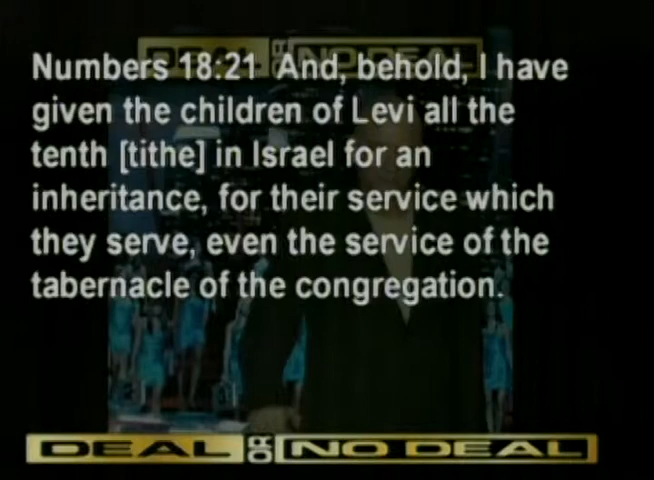 DEAL OR NO DEAL
Numbers 18:21  And, behold, I have
given the children of Levi all the
tenth [tithe] in Israel for an
inheritance, for their service which
they serve, even the service of the
tabernacle of the congregation.
DEAL OR NO DEAL